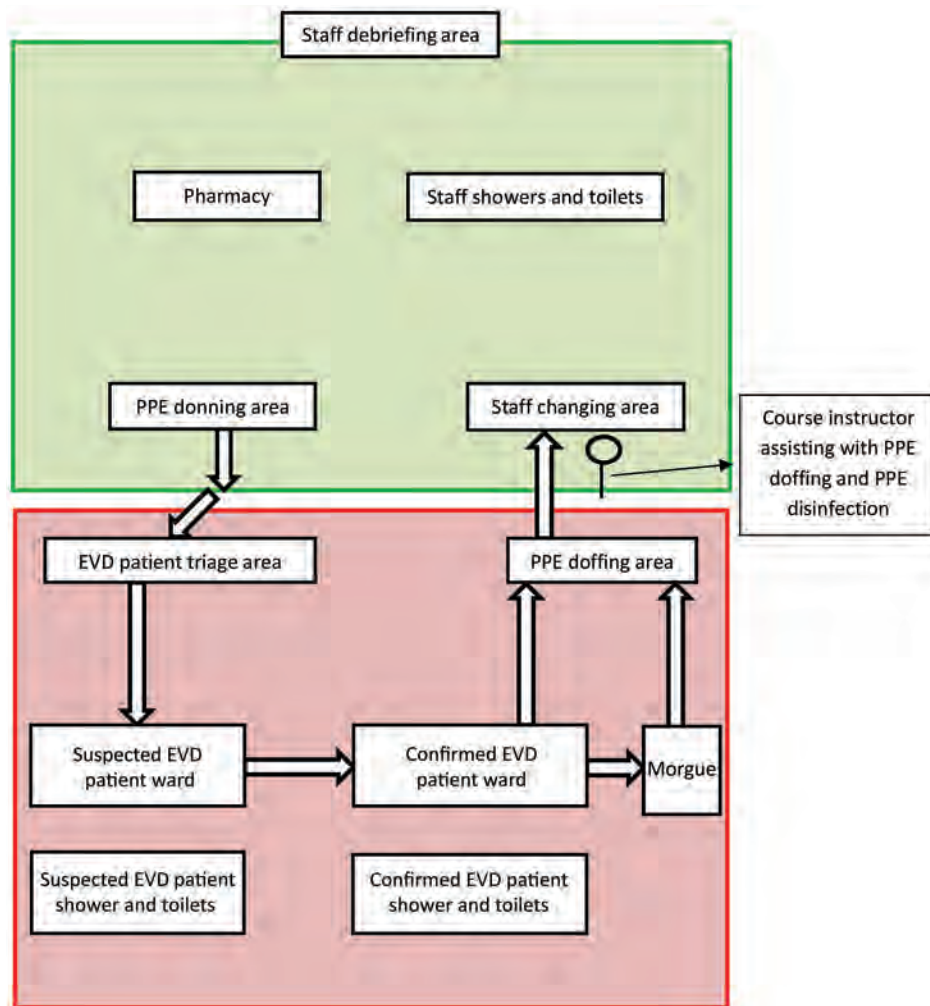 Staff debriefing area
Pharmacy
Staff showers and toilets
PPE donning area
Staff changing area
Course instructor
assisting with PPE
doffing and PPE
disinfection
EVD patient triage area
PPE doffing area
Suspected EVD
patient ward
Confirmed EVD
patient ward
Morgue
Suspected EVD patient
shower and toilets
Confirmed EVD patient
shower and toilets